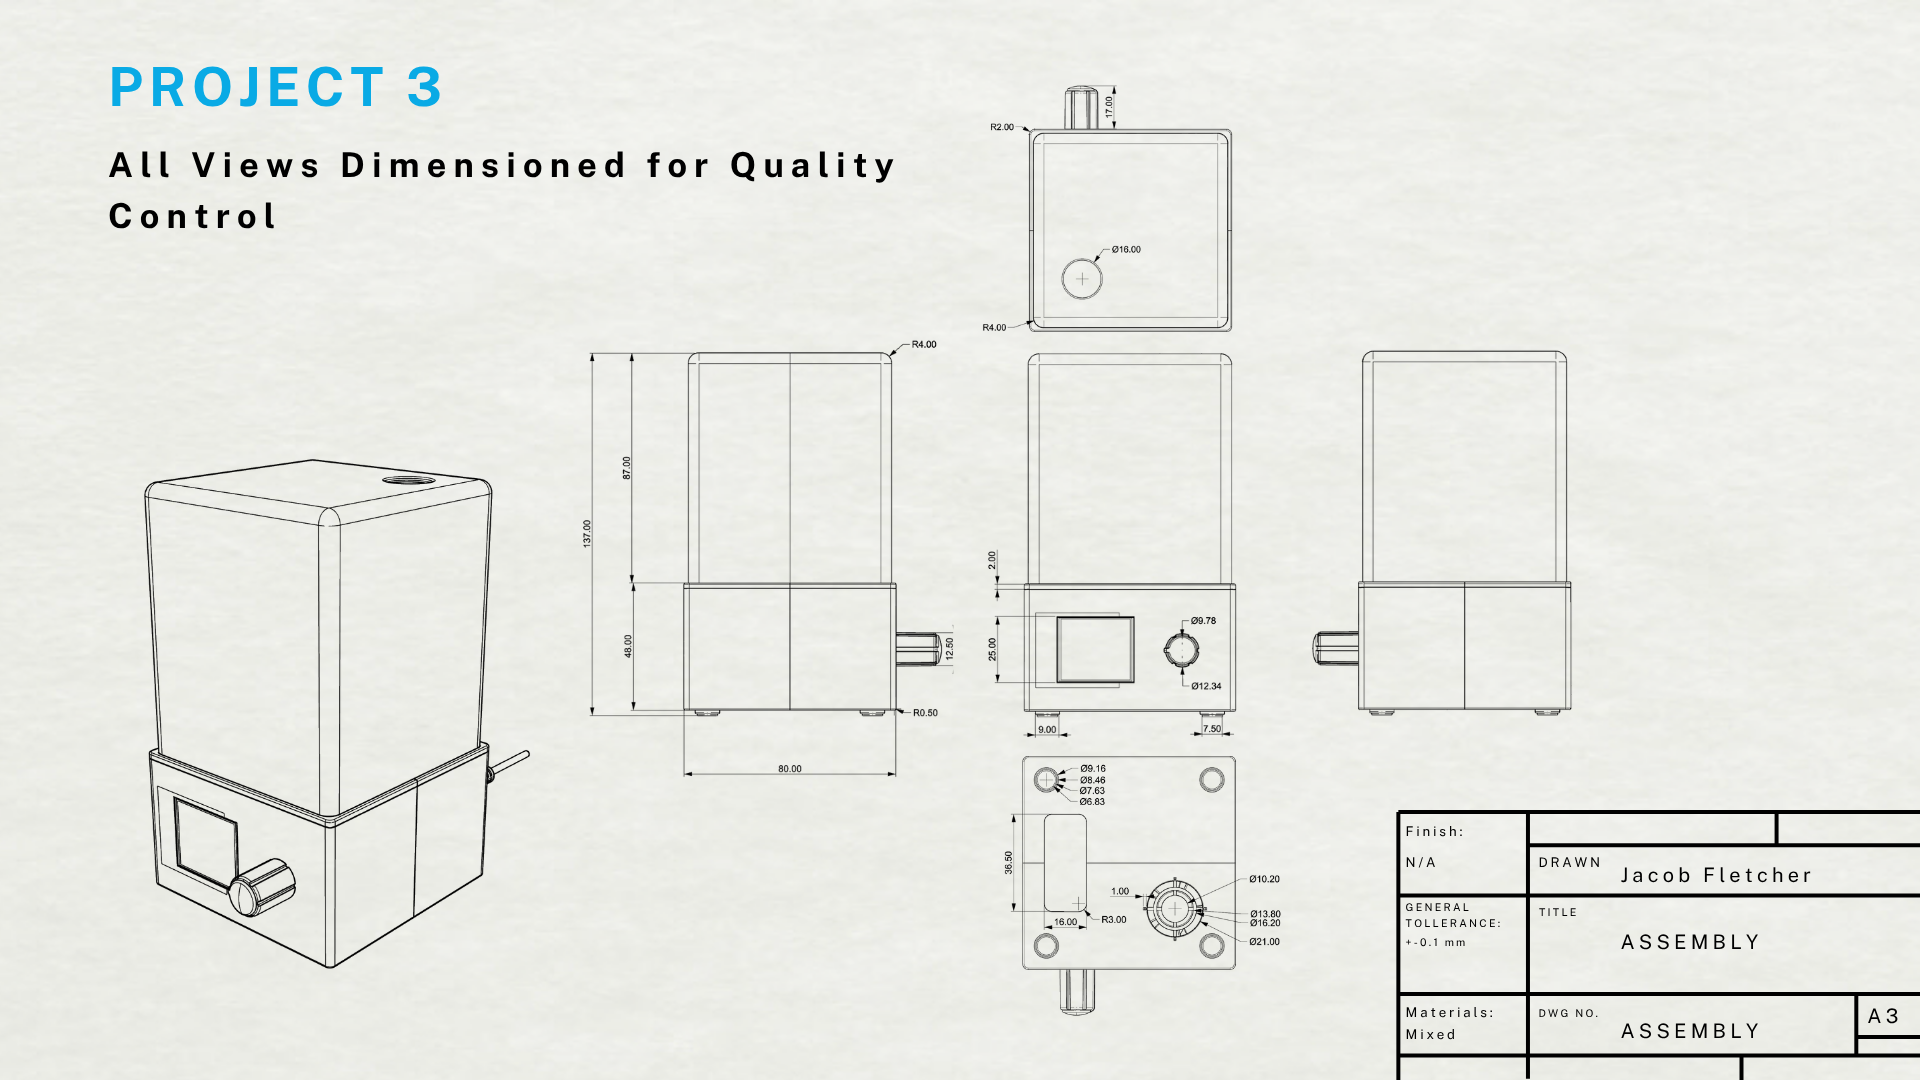 PROJECT 3
All Views Dimensioned for Quality
Control
17.00
R2.00
Ø16.00
R4.00
R4.00
87.00
137.00
48.00
12.50
R0.50
80.00
2.00
25.00
Ø9.78
Ø12.34
9.00
7.50
Ø9.16
Ø8.46
Ø7.63
Ø6.83
36.50
16.00
R3.00
1.00
Ø10.20
Ø13.80
Ø16.20
Ø21.00
Finish:
N/A
DRAWN Jacob Fletcher
GENERAL
TOLLERANCE:
+-0.1 mm
TITLE
ASSEMBLY
Materials:
Mixed
DWG NO.
ASSEMBLY
A3